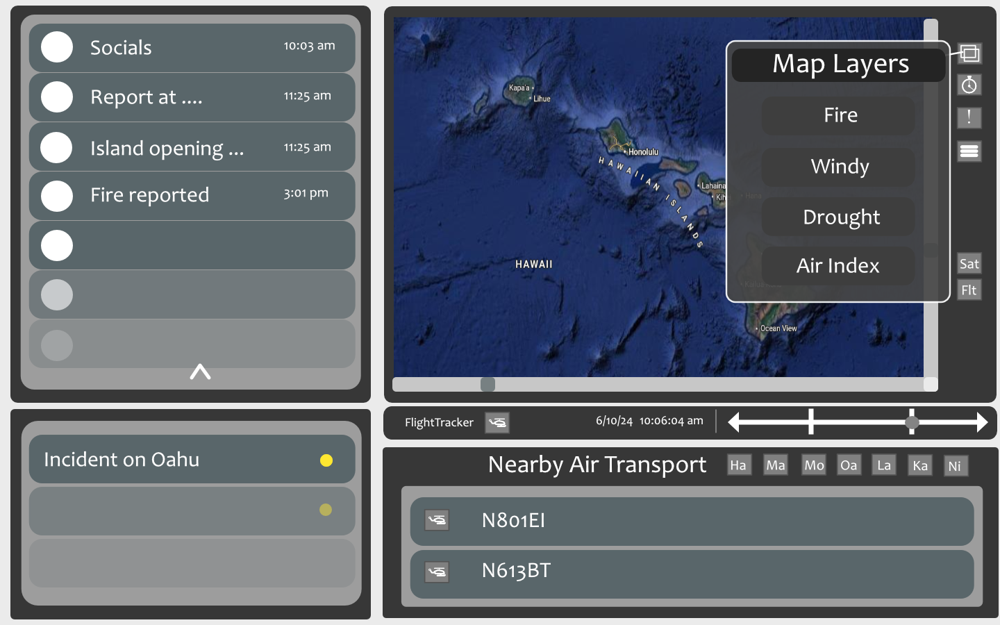 Socials
10:03 am
Report at ....
11:25 am
Island opening ...
11:25 am
Fire reported
3:01 pm
Incident on Oahu
Kapa'a
Lihue
Honolulu
HAWAIIAN ISLANDS
Lahaina
Kih
Hana
HAWAII
Ocean View
Map Layers
Fire
Windy
Drought
Air Index
!
Sat
Flt
FlightTracker
6/10/24 10:06:04 am
Nearby Air Transport
Ha
Ma
Mo
Oa
La
Ka
Ni
N801EI
N613BT